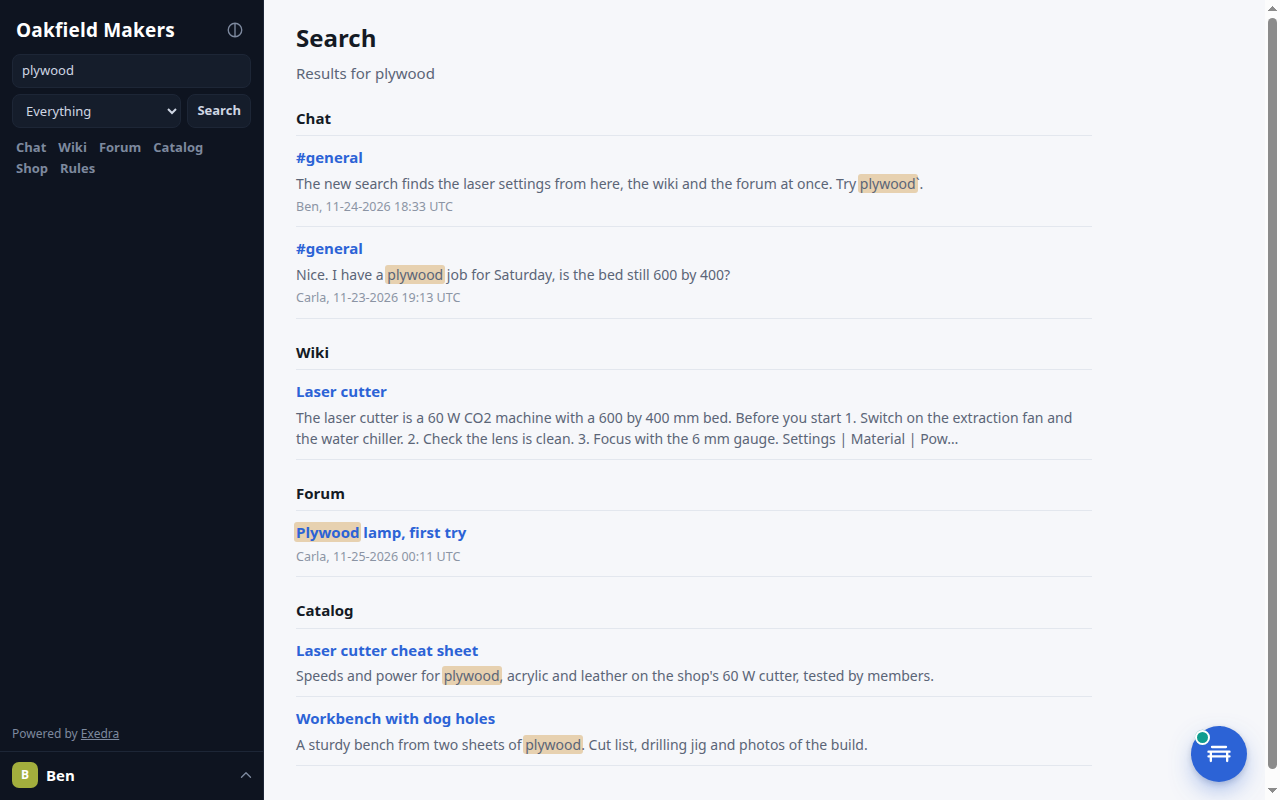 Oakfield Makers
plywood
Everything
Search
Chat Wiki Forum Catalog
Shop Rules
Powered by Exedra
B
Ben
Search
Results for plywood
Chat
#general
The new search finds the laser settings from here, the wiki and the forum at once. Try plywood`.
Ben, 11-24-2026 18:33 UTC
#general
Nice. I have a plywood job for Saturday, is the bed still 600 by 400?
Carla, 11-23-2026 19:13 UTC
Wiki
Laser cutter
The laser cutter is a 60 W CO2 machine with a 600 by 400 mm bed. Before you start 1. Switch on the extraction fan and
the water chiller. 2. Check the lens is clean. 3. Focus with the 6 mm gauge. Settings | Material | Pow...
Forum
Plywood lamp, first try
Carla, 11-25-2026 00:11 UTC
Catalog
Laser cutter cheat sheet
Speeds and power for plywood, acrylic and leather on the shop's 60 W cutter, tested by members.
Workbench with dog holes
A sturdy bench from two sheets of plywood. Cut list, drilling jig and photos of the build.